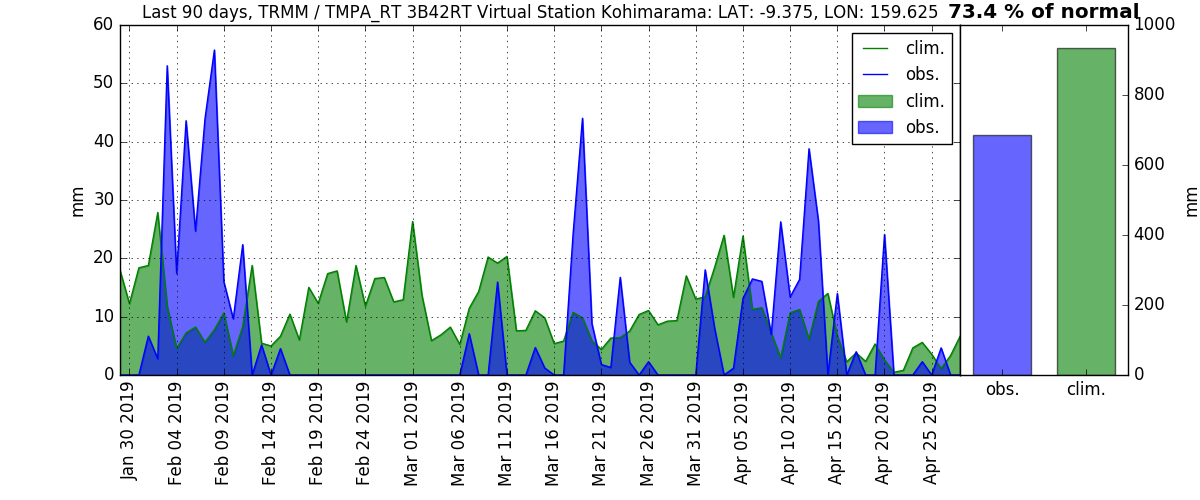 Last 90 days, TRMM / TMPA_RT 3B42RT Virtual Station Kohimarama: LAT: -9.375, LON: 159.625
73.4 % of normal
60
50
40
30
20
10
0
mm
clim.
obs.
clim.
obs.
1000
800
600
400
200
0
mm
Jan 30 2019
Feb 04 2019
Feb 09 2019
Feb 14 2019
Feb 19 2019
Feb 24 2019
Mar 01 2019
Mar 06 2019
Mar 11 2019
Mar 16 2019
Mar 21 2019
Mar 26 2019
Mar 31 2019
Apr 05 2019
Apr 10 2019
Apr 15 2019
Apr 20 2019
Apr 25 2019
obs.
clim.